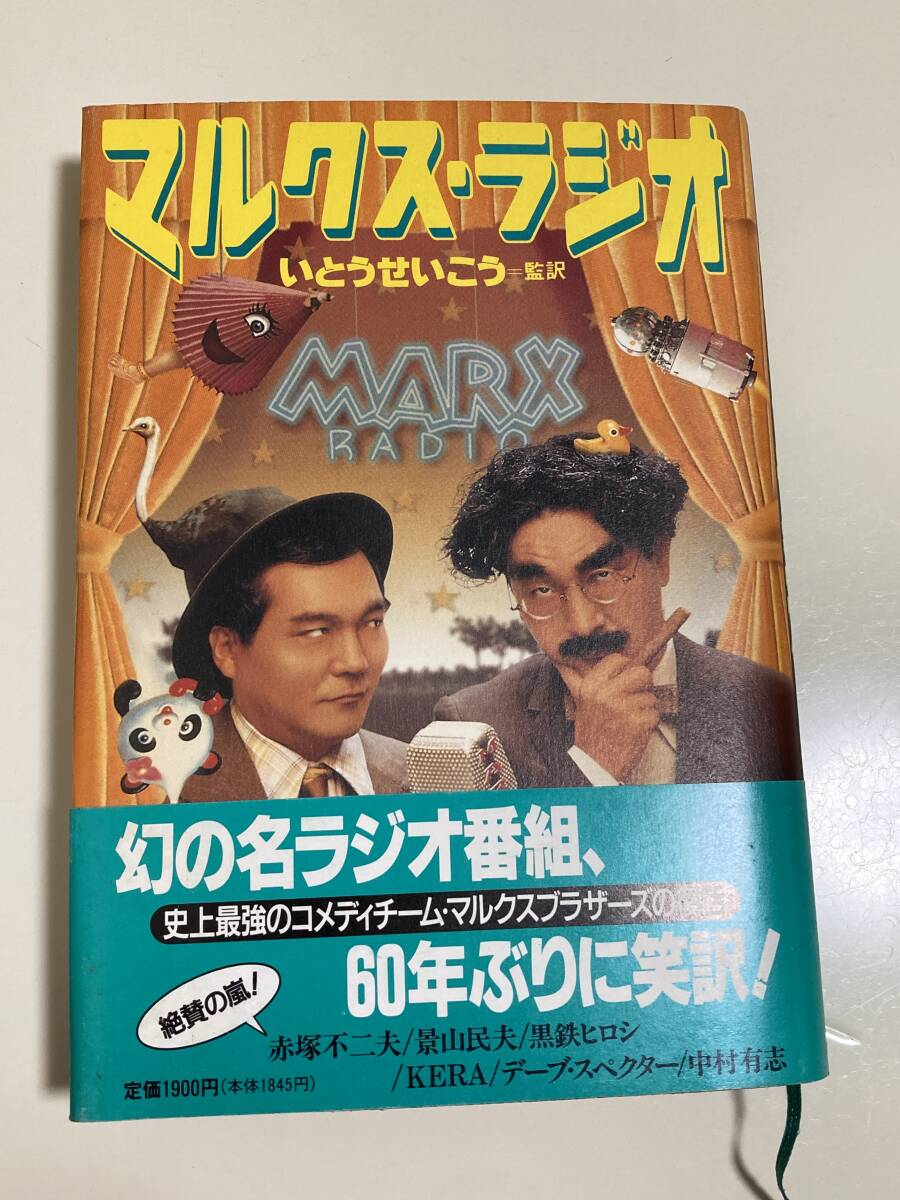 マルクス・ラジオ
いとうせいこう=監訳
MARX
RADIO
幻の名ラジオ番組、
史上最強のコメディチーム・マルクスブラザーズの復活
60年ぶりに笑訳!
絶賛の嵐!
赤塚不二夫/景山民夫/黒鉄ヒロシ
/KERA/デーブ・スペクター/中村有志
定価1900円(本体1845円)